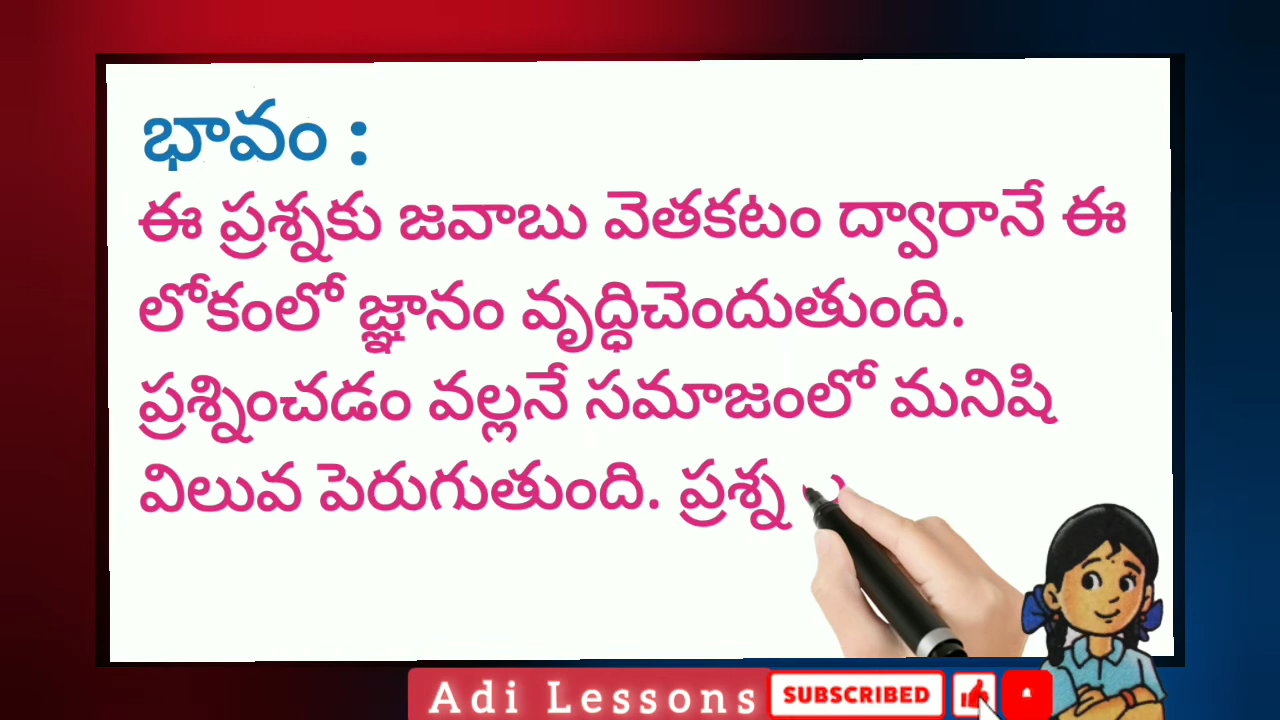 భావం :
ఈ ప్రశ్నకు జవాబు వెతకటం ద్వారానే ఈ
లోకంలో జ్ఞానం వృద్ధిచెందుతుంది.
ప్రశ్నించడం వల్లనే సమాజంలో మనిషి
విలువ పెరుగుతుంది. ప్రశ్న
Adi Lessons
SUBSCRIBED